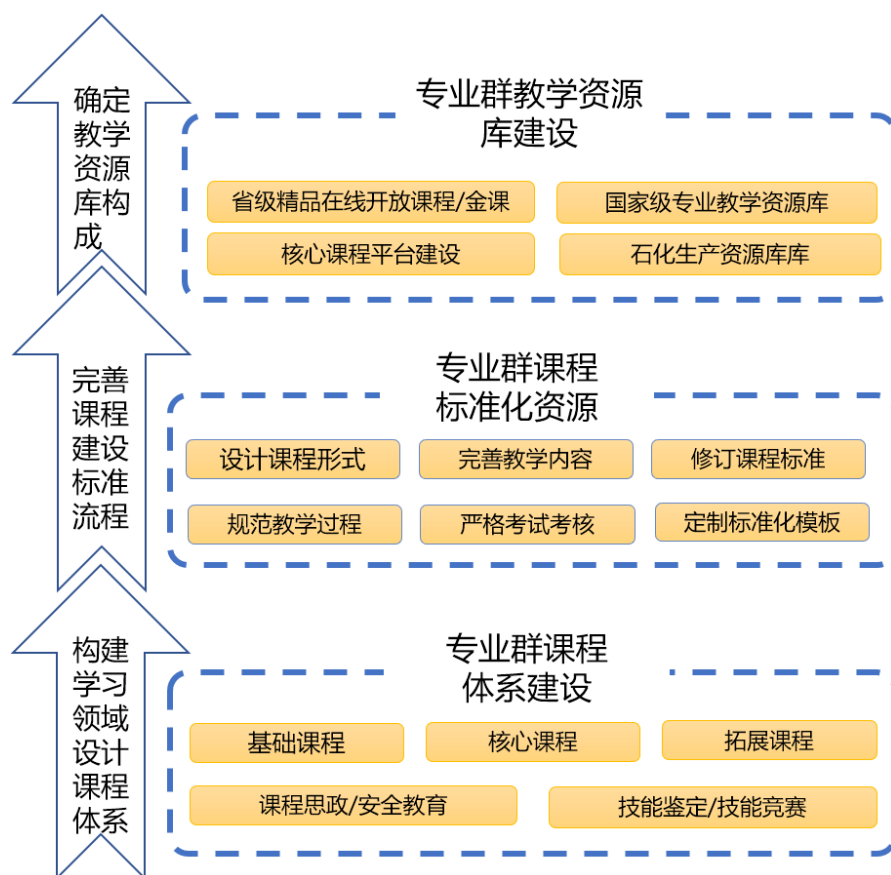 确定
教学
资源
库构
成
专业群教学资源
库建设
省级精品在线开放课程/金课
国家级专业教学资源库
核心课程平台建设
石化生产资源库库
完善
课程
建设
标准
流程
专业群课程
标准化资源
设计课程形式
完善教学内容
修订课程标准
规范教学过程
严格考试考核
定制标准化模板
构建
学习
领域
设计
课程
体系
专业群课程
体系建设
基础课程
核心课程
拓展课程
课程思政/安全教育
技能鉴定/技能竞赛